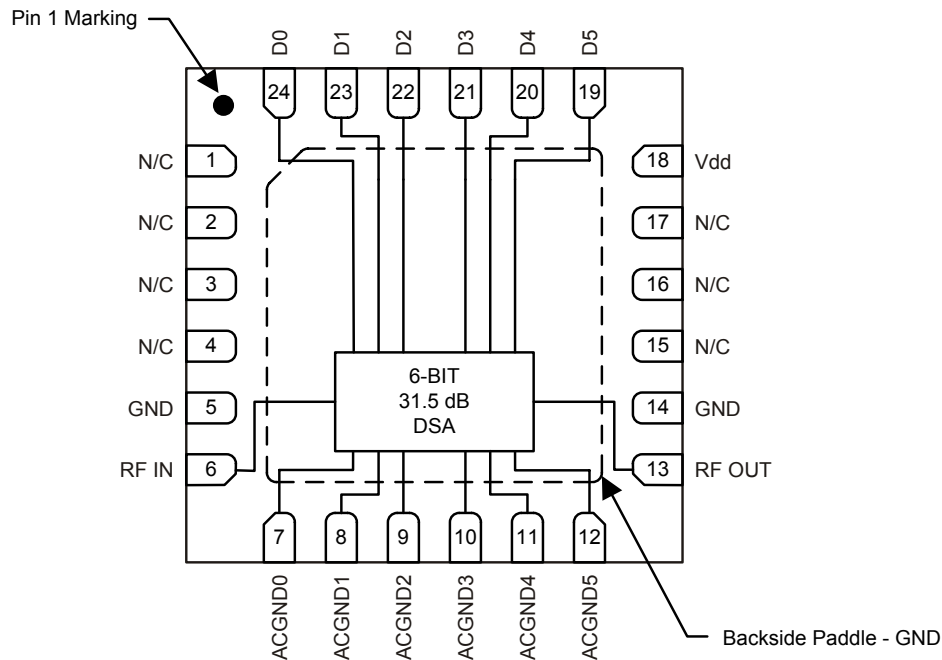 Pin 1 Marking
D0 D1 D2 D3 D4 D5
24 23 22 21 20 19
N/C 1 18 Vdd
N/C 2 17 N/C
N/C 3 16 N/C
N/C 4 15 N/C
6-BIT
31.5 dB
DSA
GND 5 14 GND
RF IN 6 13 RF OUT
7 8 9 10 11 12
ACGND0 ACGND1 ACGND2 ACGND3 ACGND4 ACGND5
Backside Paddle - GND